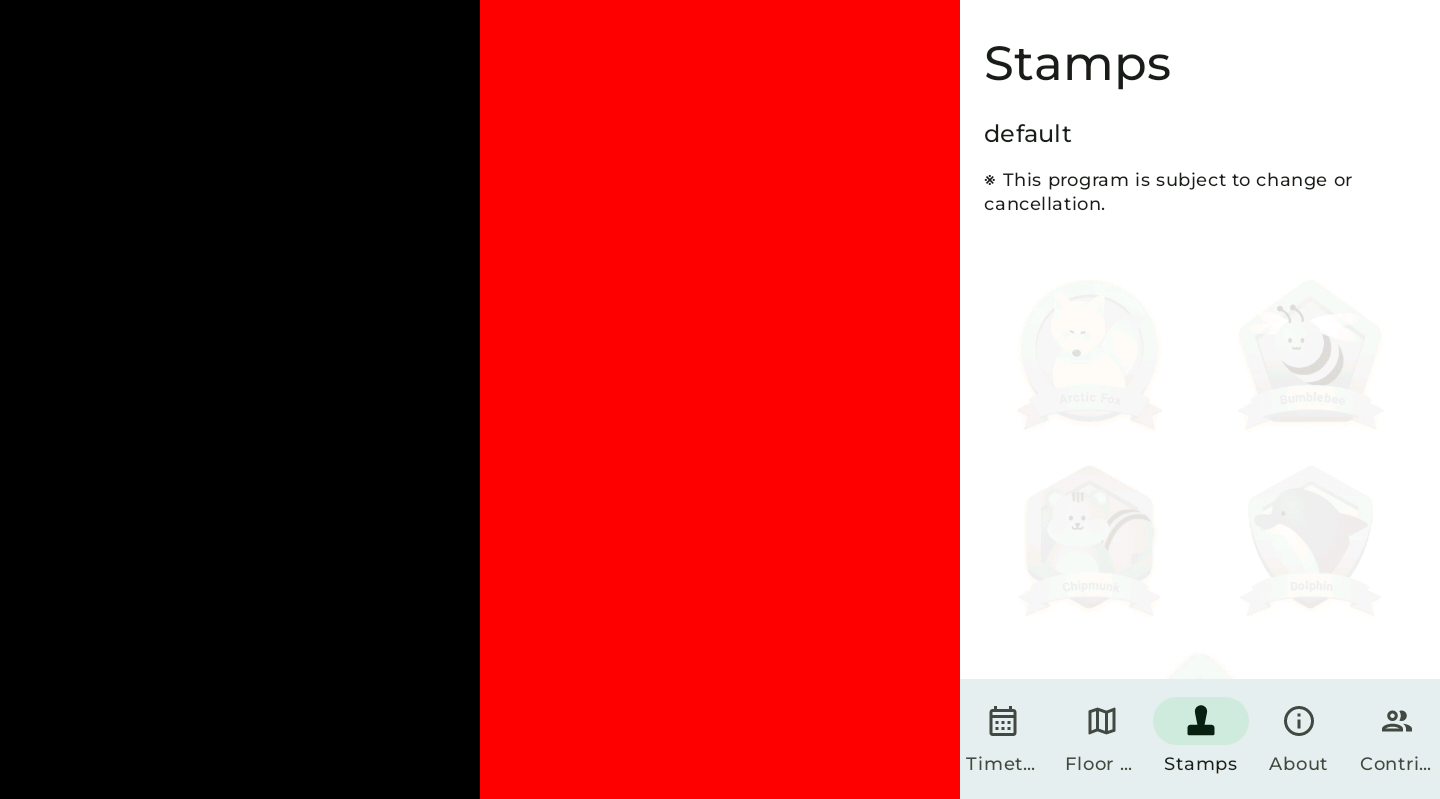 Stamps
default
※ This program is subject to change or
cancellation.
Arctic Fox
Bumblebee
Chipmunk
Dolphin
Timet...
Floor ...
Stamps
About
Contri...